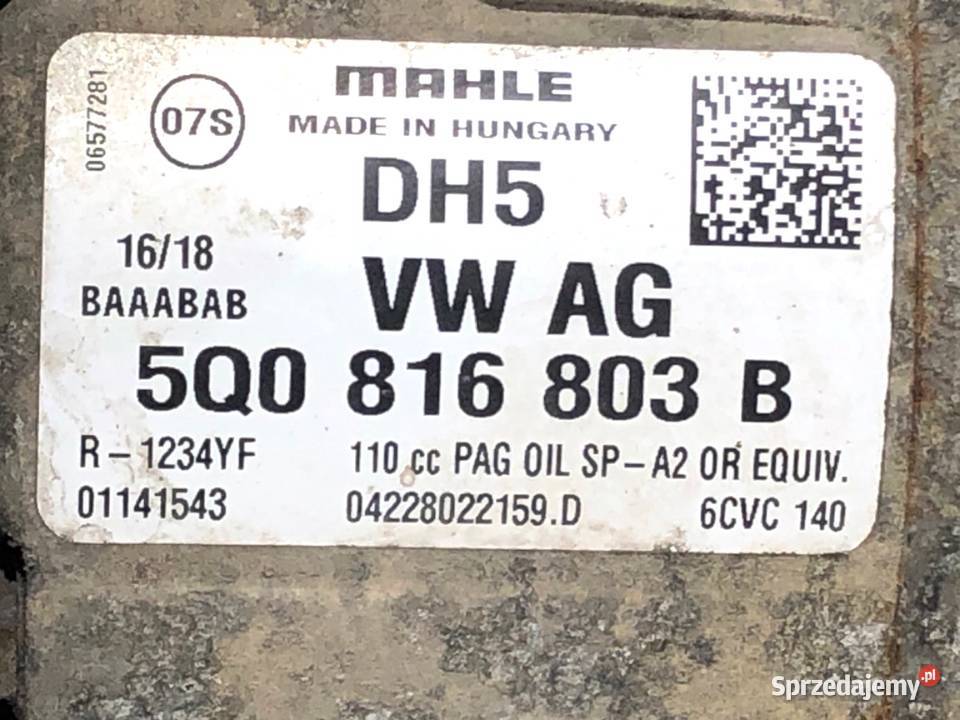 06577281
07S
MAHLE
MADE IN HUNGARY
DH5
16/18
BAAABAB
VW AG
5Q0 816 803 B
R-1234YF 110 cc PAG OIL SP-A2 OR EQUIV.
01141543 04228022159.D 6CVC 140
Sprzedajemy.pl